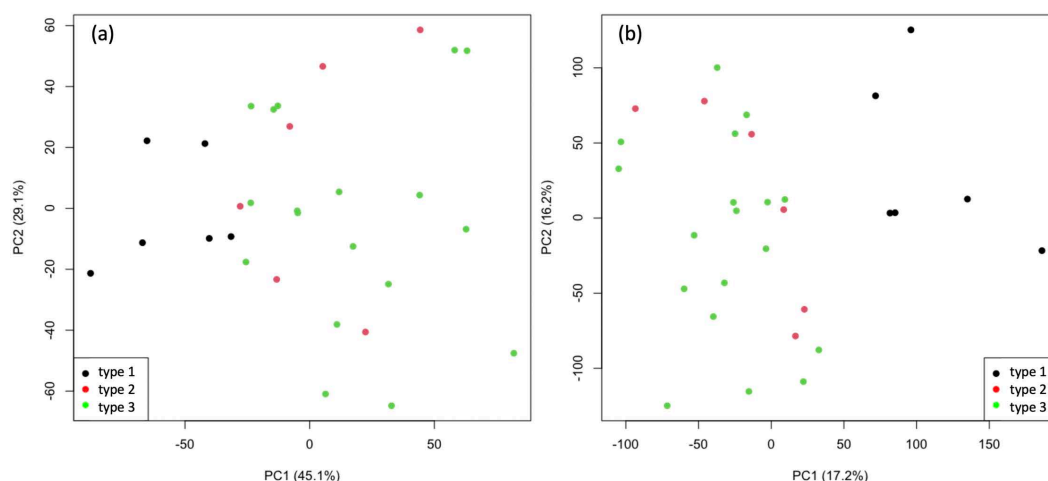 (a)
60
40
20
0
-20
-40
-60
PC2 (29.1%)
type 1
type 2
type 3
-50 0 50
PC1 (45.1%)
(b)
100
50
0
-50
-100
PC2 (16.2%)
type 1
type 2
type 3
-100 -50 0 50 100 150
PC1 (17.2%)